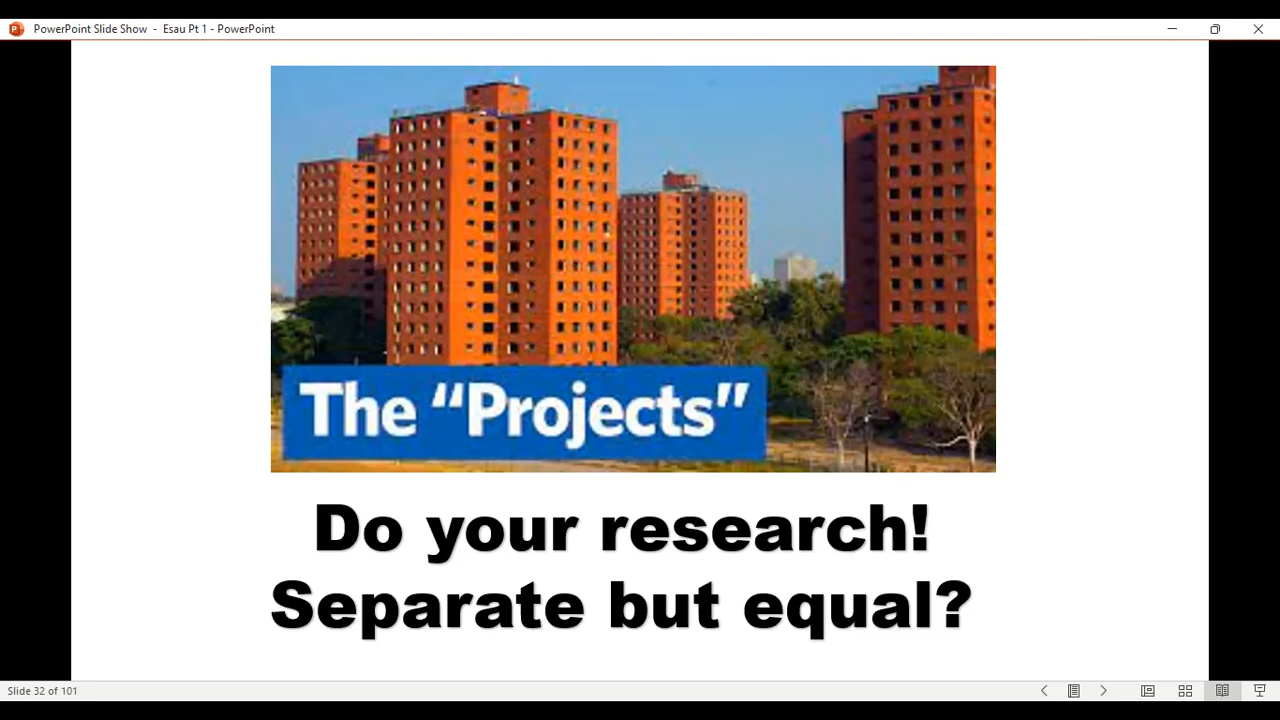 PowerPoint Slide Show - Esau Pt 1 - PowerPoint
The “Projects”
Do your research!
Separate but equal?
Slide 32 of 101